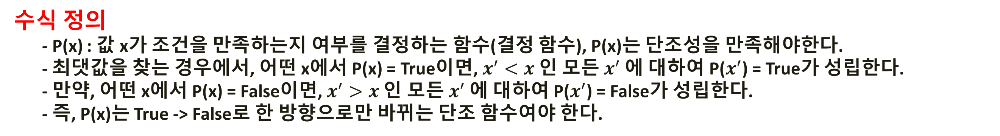 수식 정의
- P(x) : 값 x가 조건을 만족하는지 여부를 결정하는 함수(결정 함수), P(x)는 단조성을 만족해야한다.
- 최댓값을 찾는 경우에서, 어떤 x에서 P(x) = True이면, x′ < x 인 모든 x′ 에 대하여 P(x′) = True가 성립한다.
- 만약, 어떤 x에서 P(x) = False이면, x′ > x 인 모든 x′ 에 대하여 P(x′) = False가 성립한다.
- 즉, P(x)는 True -> False로 한 방향으로만 바뀌는 단조 함수여야 한다.